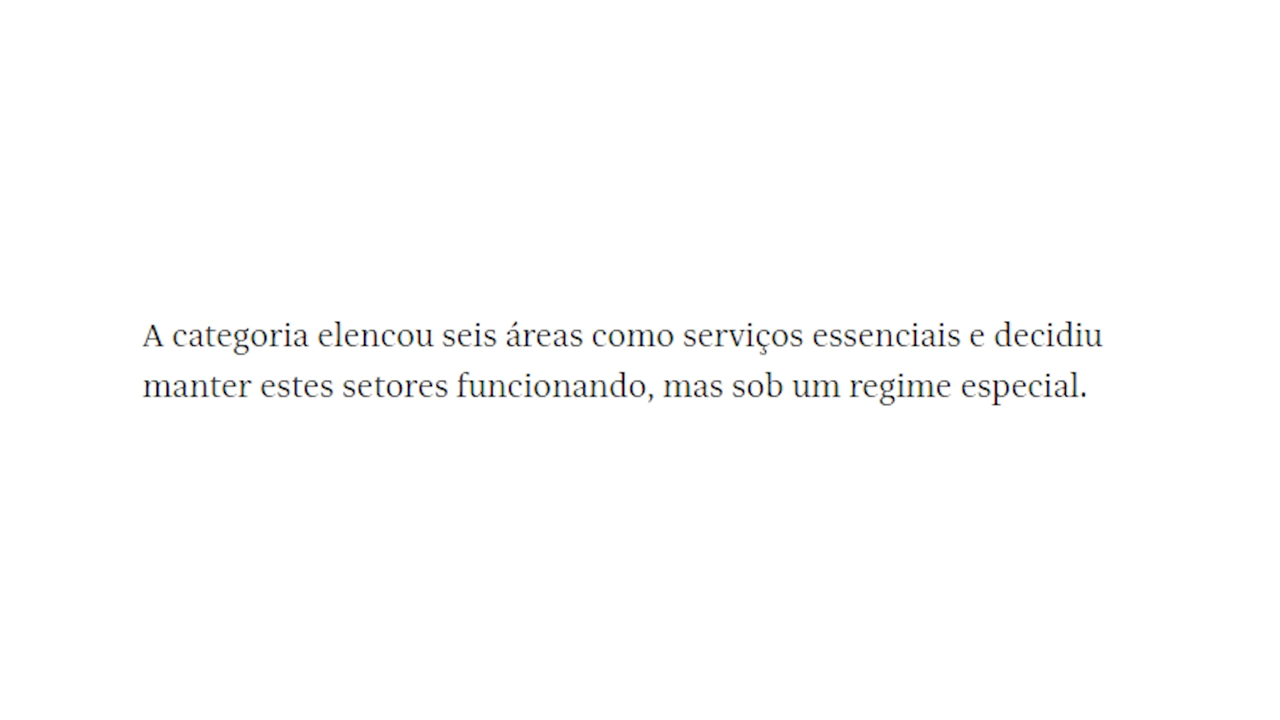 A categoria elencou seis áreas como serviços essenciais e decidiu
manter estes setores funcionando, mas sob um regime especial.